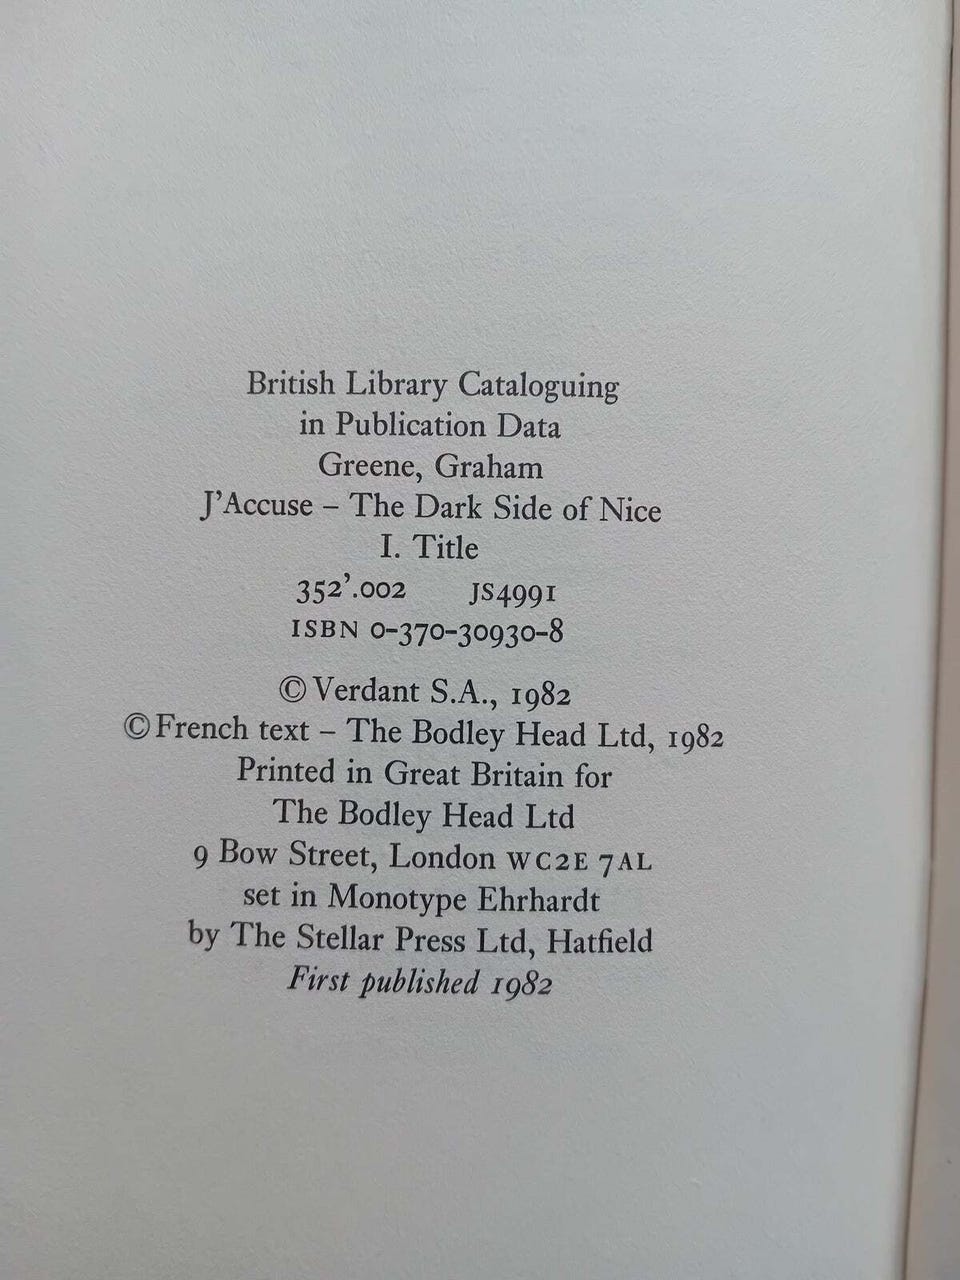 British Library Cataloguing
in Publication Data
Greene, Graham
J’Accuse – The Dark Side of Nice
I. Title
352’.002 JS4991
ISBN 0-370-30930-8
© Verdant S.A., 1982
© French text – The Bodley Head Ltd, 1982
Printed in Great Britain for
The Bodley Head Ltd
9 Bow Street, London WC2E 7AL
set in Monotype Ehrhardt
by The Stellar Press Ltd, Hatfield
First published 1982